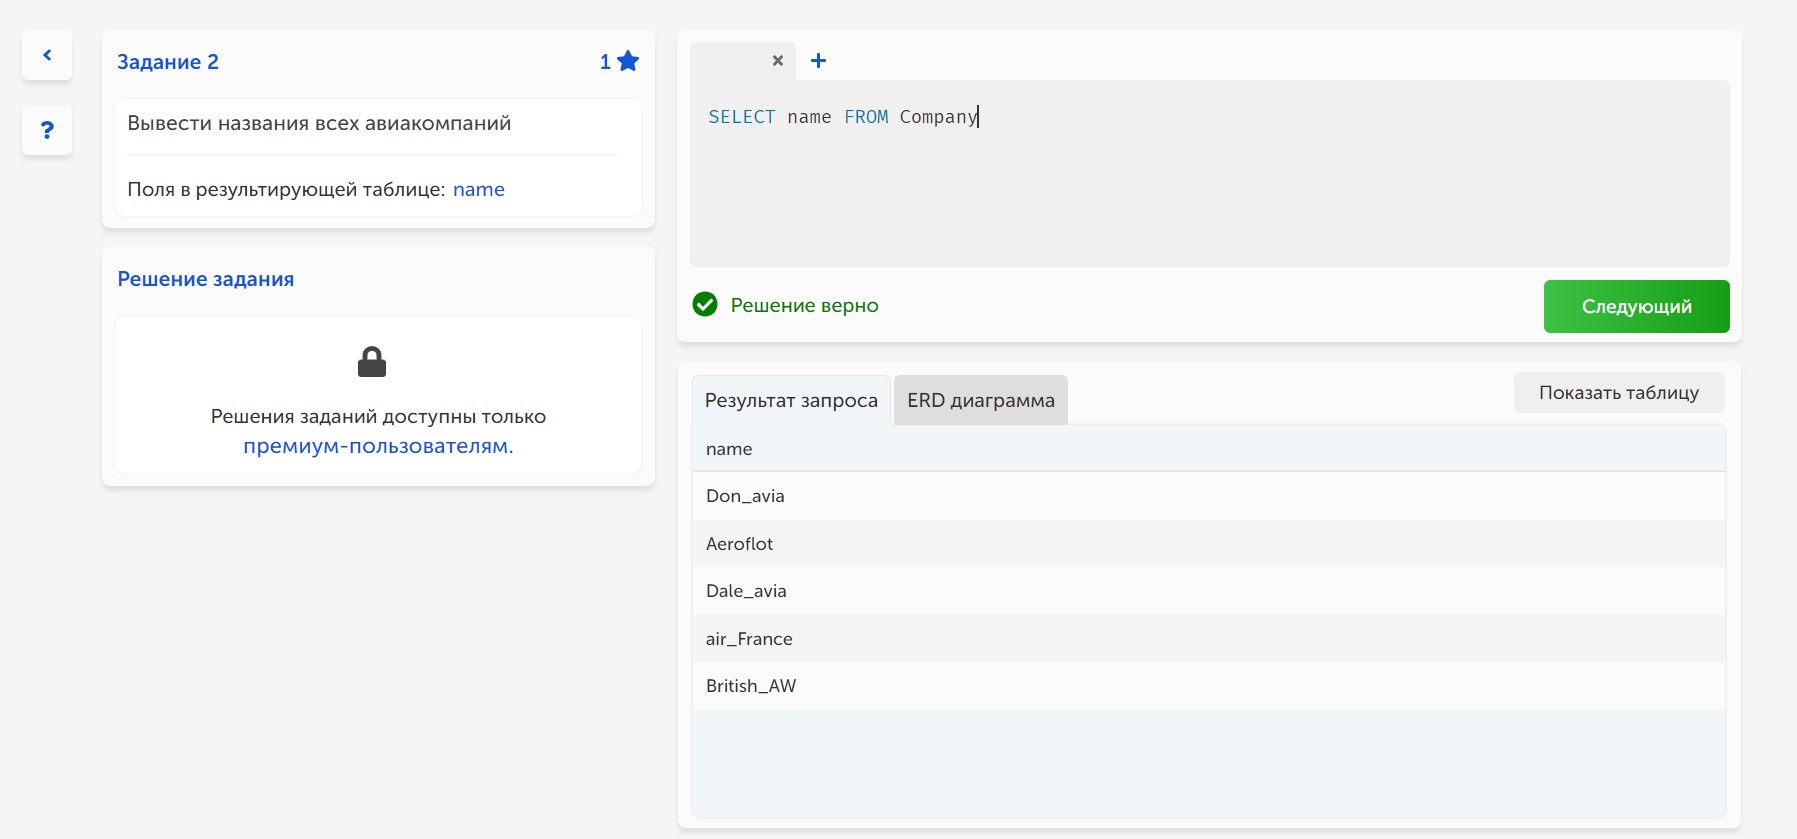 Задание 2
1
Вывести названия всех авиакомпаний
Поля в результирующей таблице: name
Решение задания
Решения заданий доступны только
премиум-пользователям.
SELECT name FROM Company
Решение верно
Следующий
Результат запроса
ERD диаграмма
Показать таблицу
name
Don_avia
Aeroflot
Dale_avia
air_France
British_AW